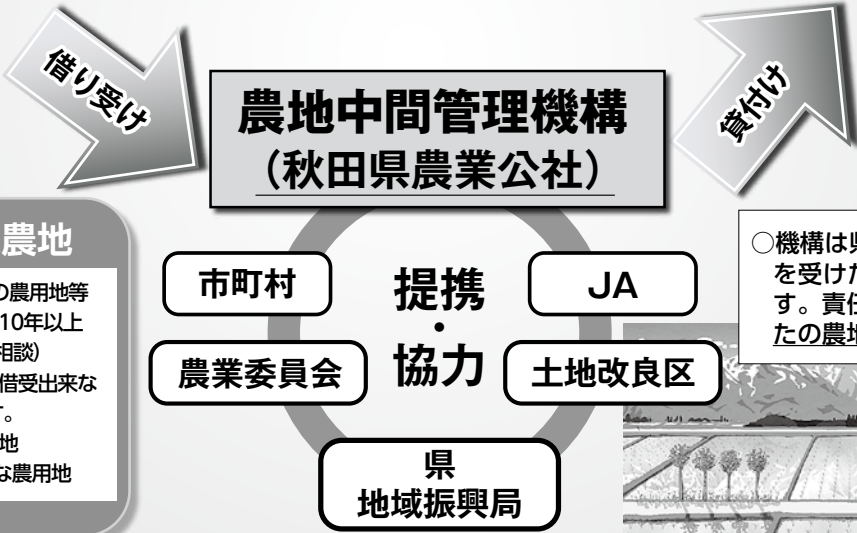 借り受け
貸付け
農地中間管理機構
（秋田県農業公社）
農地
の農用地等
10年以上
相談）
借受出来な
。
地
な農用地
市町村
JA
提携
・
協力
農業委員会
土地改良区
県
地域振興局
○機構は県
を受けた
す。責任
たの農地